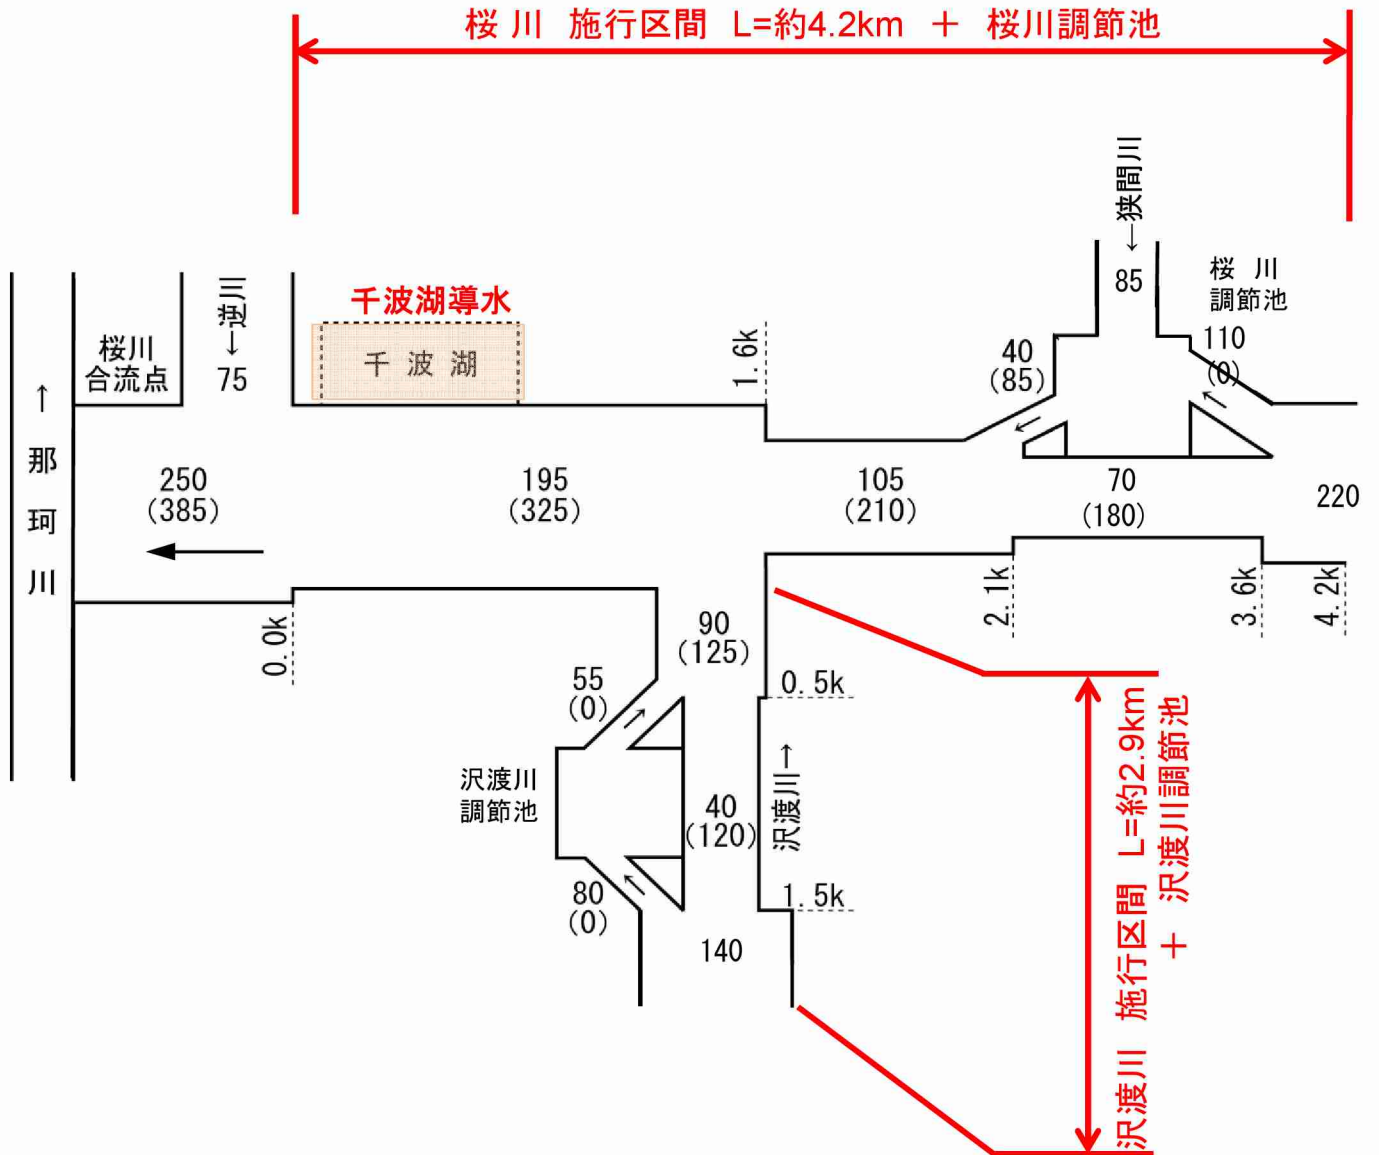 桜 川 施行区間 L=約4.2km + 桜川調節池
←狭間川
85
桜 川
調節池
110
(0)
40
(85)
←逆川
75
千波湖導水
千 波 湖
1.6k
桜川
合流点
↑
那珂川
250
(385)
195
(325)
105
(210)
70
(180)
220
0.0k
2.1k
3.6k
4.2k
90
(125)
0.5k
55
(0)
沢渡川
調節池
40
(120)
沢渡川→
80
(0)
1.5k
140
沢渡川 施行区間 L=約2.9km
+ 沢渡川調節池